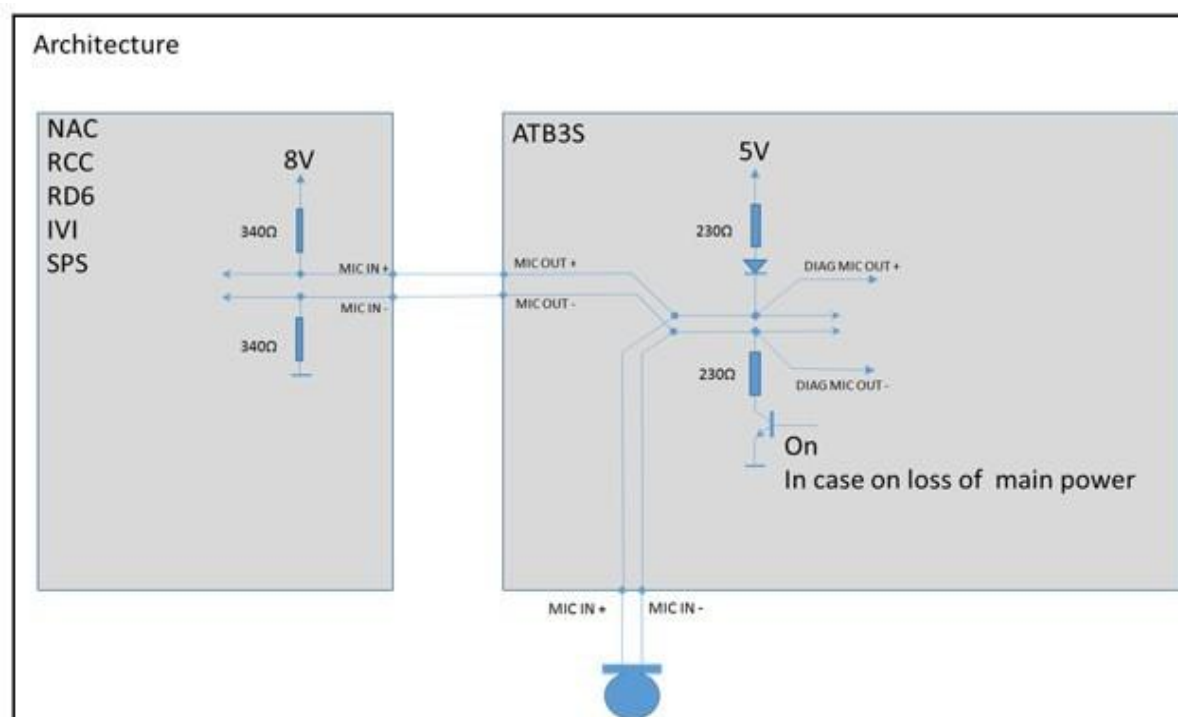 Architecture
NAC
RCC
RD6
IVI
SPS
8V
340Ω
MIC IN +
MIC IN -
340Ω
ATB3S
5V
230Ω
MIC OUT +
DIAG MIC OUT +
MIC OUT -
230Ω
DIAG MIC OUT -
On
In case on loss of main power
MIC IN +
MIC IN -